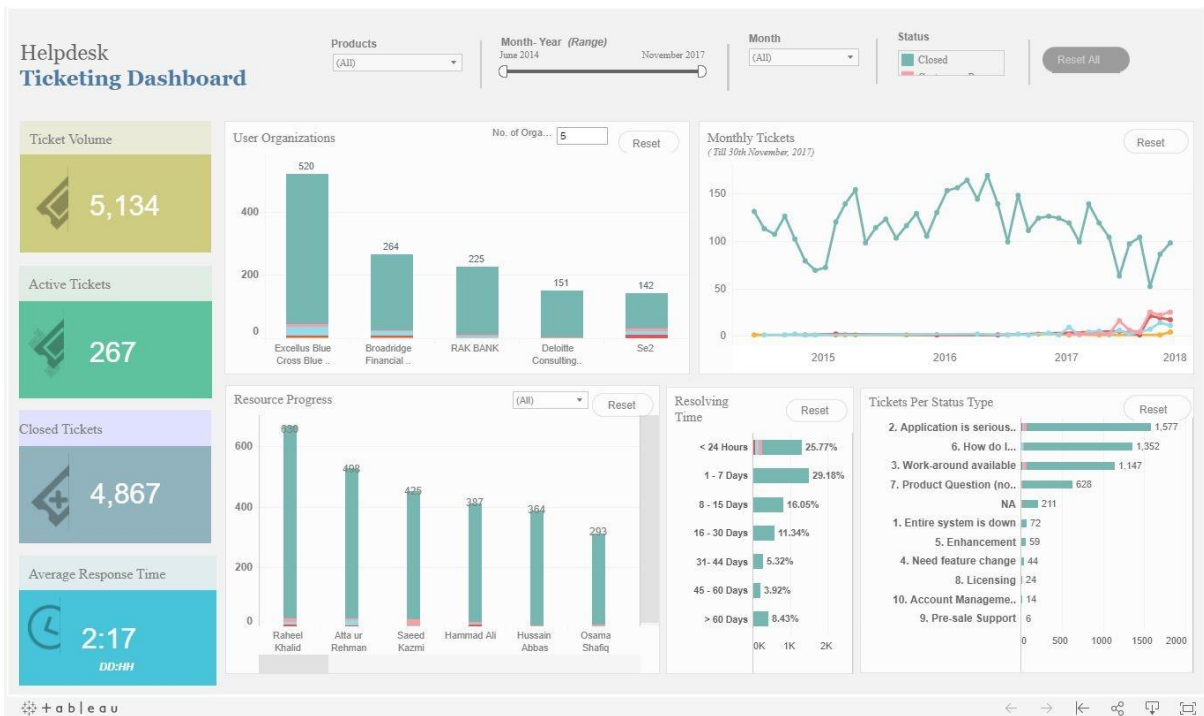 Helpdesk
Ticketing Dashboard
Products
(All)
Month- Year (Range)
June 2014
November 2017
Month
(All)
Status
Closed
Reset All
Ticket Volume
5,134
Active Tickets
267
Closed Tickets
4,867
Average Response Time
2:17
DD:HH
User Organizations
No. of Orga...
5
Reset
520
264
225
151
142
400
200
0
Excellus Blue
Cross Blue ..
Broadridge
Financial ..
RAK BANK
Deloitte
Consulting..
Se2
Monthly Tickets
( Till 30th November, 2017)
Reset
150
100
50
0
2015
2016
2017
2018
Resource Progress
(All)
Reset
630
498
425
387
364
293
600
400
200
0
Raheel
Khalid
Atta ur
Rehman
Saeed
Kazmi
Hammad Ali
Hussain
Abbas
Osama
Shafiq
Resolving
Time
Reset
< 24 Hours 25.77%
1 - 7 Days 29.18%
8 - 15 Days 16.05%
16 - 30 Days 11.34%
31- 44 Days 5.32%
45 - 60 Days 3.92%
> 60 Days 8.43%
0K 1K 2K
Tickets Per Status Type
Reset
2. Application is serious.. 1,577
6. How do I... 1,352
3. Work-around available 1,147
7. Product Question (no.. 628
NA 211
1. Entire system is down 72
5. Enhancement 59
4. Need feature change 44
8. Licensing 24
10. Account Manageme.. 14
9. Pre-sale Support 6
0 500 1000 1500 2000
+ableau